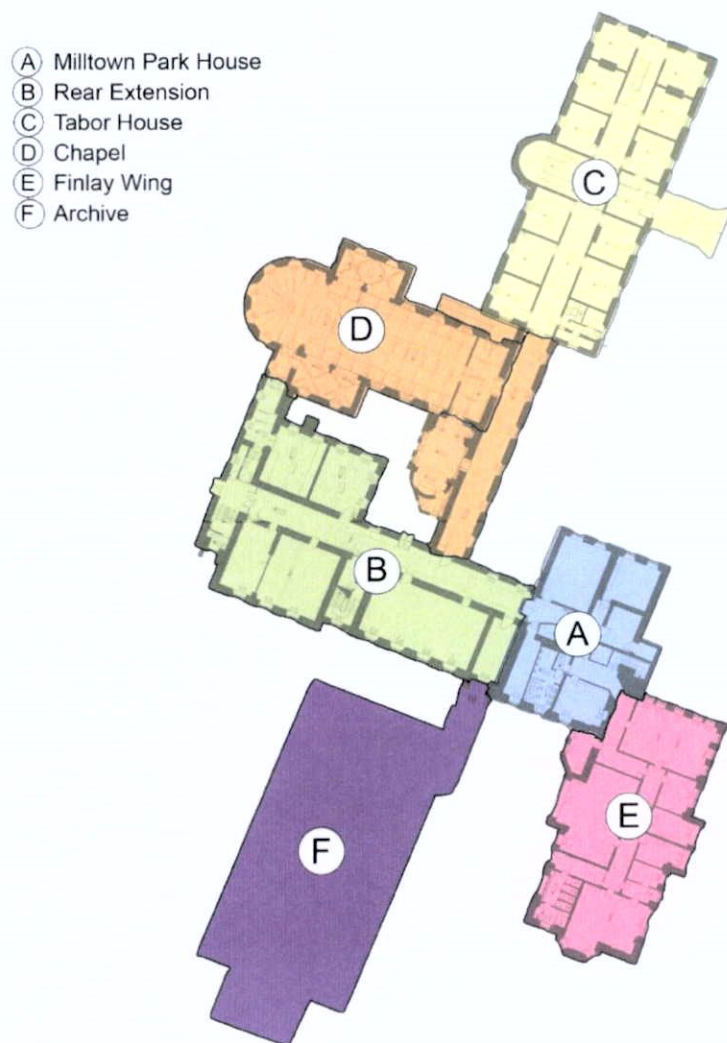 A Milltown Park House
B Rear Extension
C Tabor House
D Chapel
E Finlay Wing
F Archive
C
D
B
A
E
F